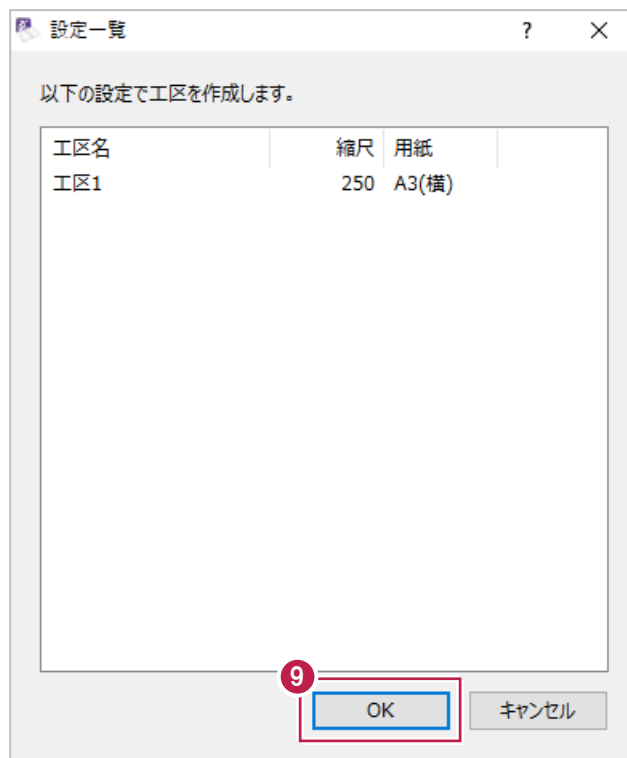 設定一覧 ?
以下の設定で工区を作成します。
工区名 縮尺 用紙
工区1 250 A3(横)
9
OK キャンセル